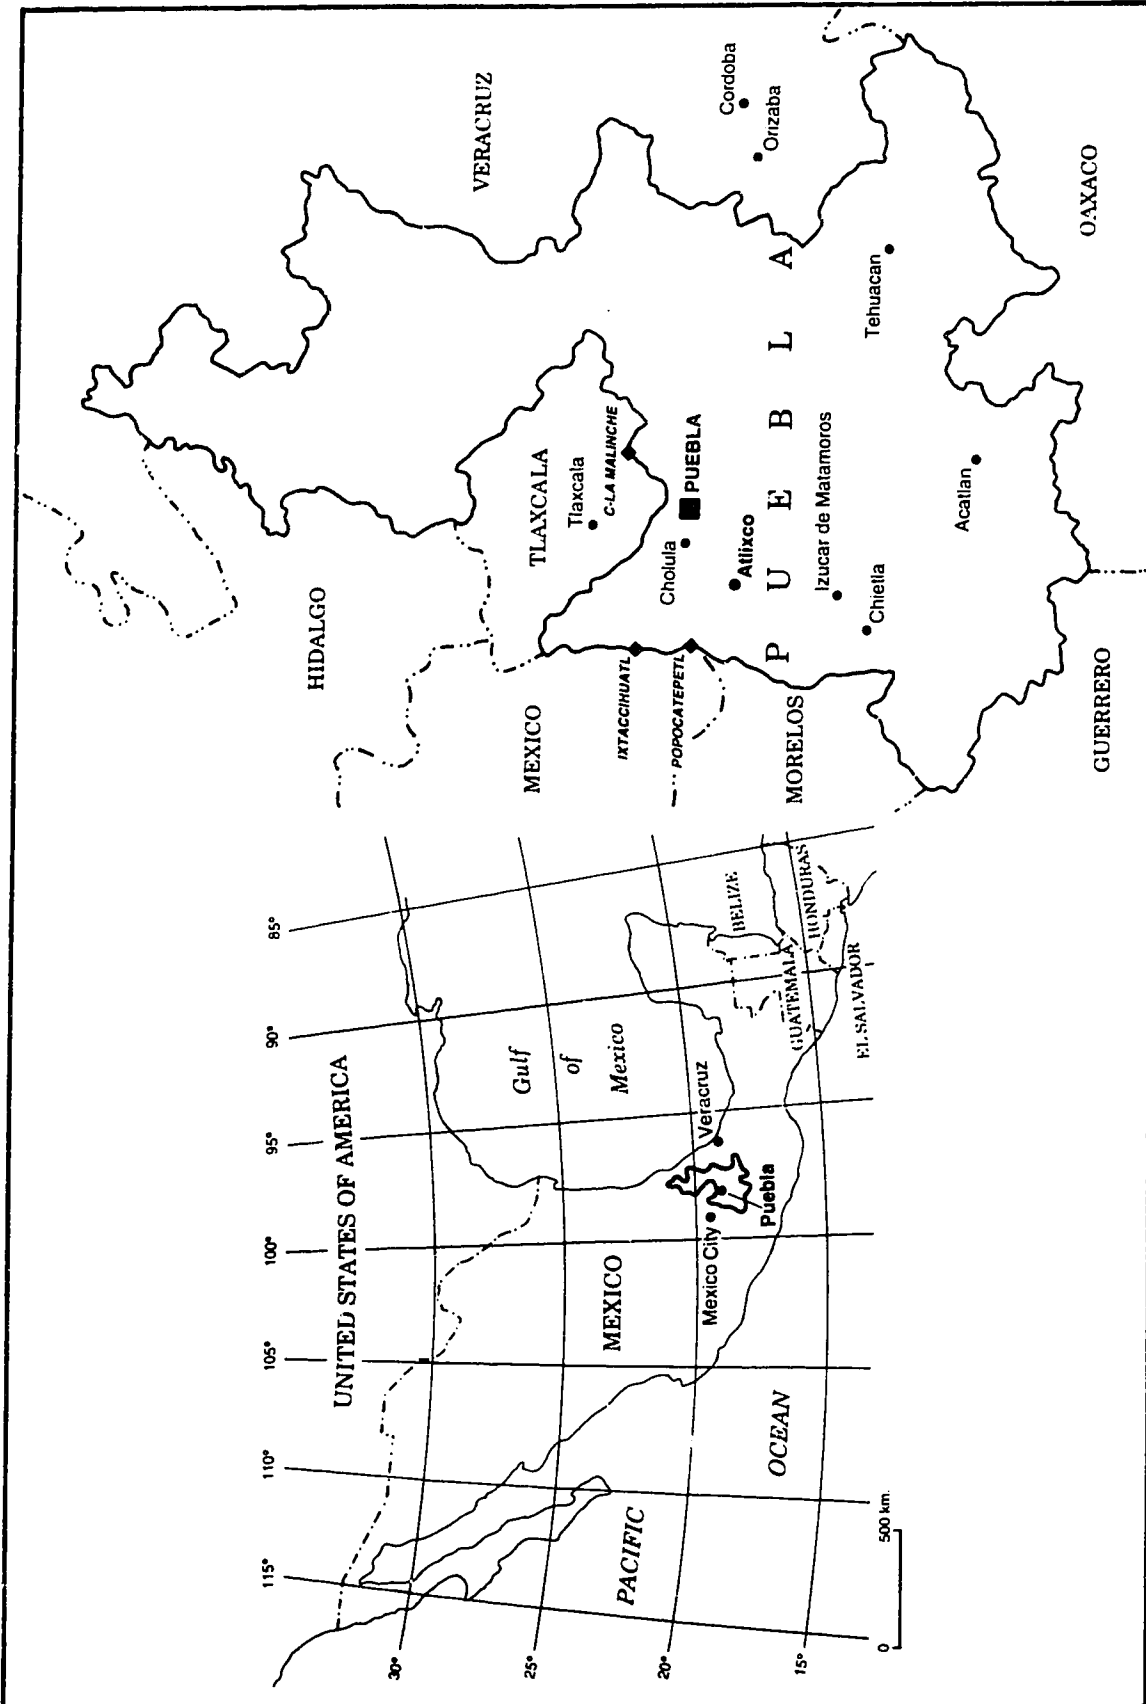 115°
110°
105°
100°
95°
90°
85°
30°
25°
20°
15°
UNITED STATES OF AMERICA
Gulf
of
Mexico
MEXICO
Mexico City
Veracruz
Puebla
BELIZE
GUATEMALA
HONDURAS
EL SALVADOR
PACIFIC
OCEAN
0
500 km.
HIDALGO
VERACRUZ
MEXICO
TLAXCALA
Tlaxcala
C-LA MALINCHE
IXTACCIHUATL
POPOCATEPETL
Cholula
PUEBLA
Atlixco
Cordoba
Orizaba
P U E B L A
MORELOS
Izucar de Matamoros
Chietla
Tehuacan
Acatlan
GUERRERO
OAXACO